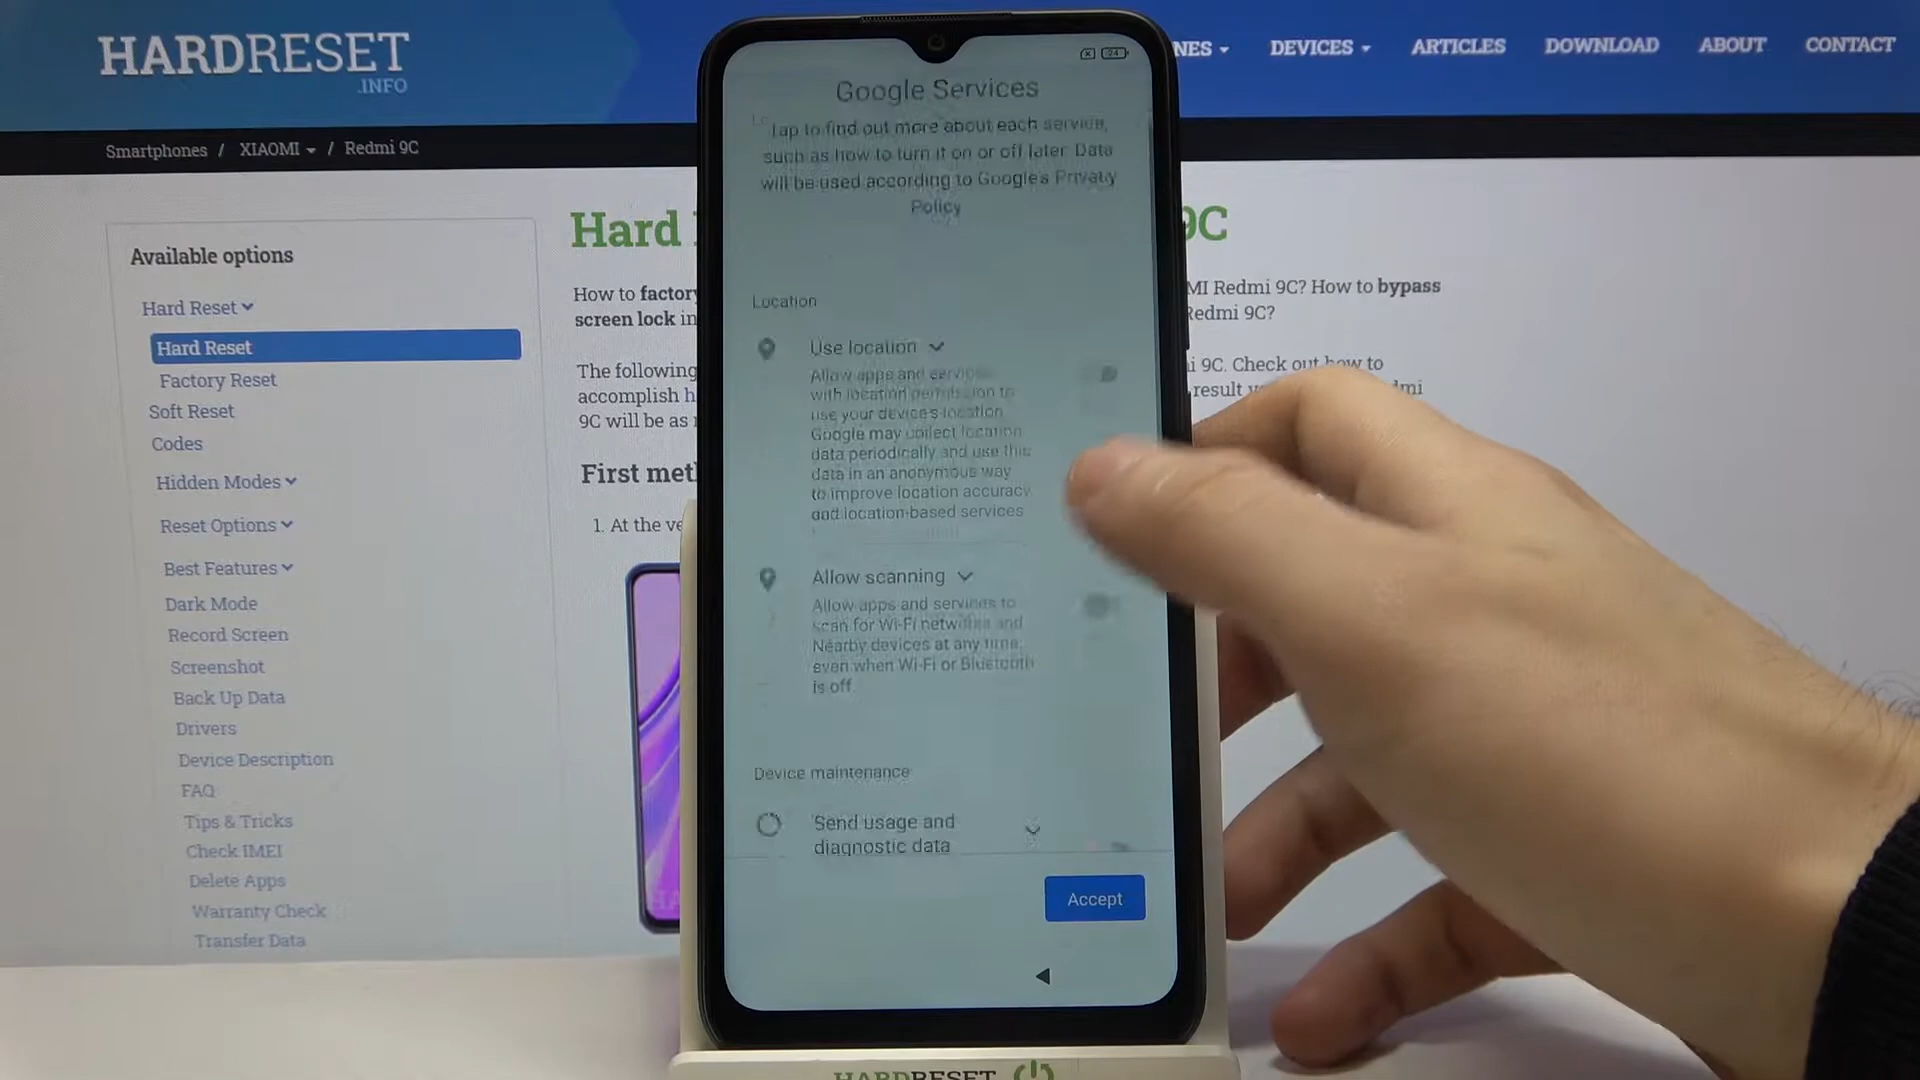 HARDRESET
.INFO
DEVICES
ARTICLES
DOWNLOAD
ABOUT
CONTACT
Smartphones / XIAOMI / Redmi 9C
Available options
Hard Reset
Hard Reset
Factory Reset
Soft Reset
Codes
Hidden Modes
Reset Options
Best Features
Dark Mode
Record Screen
Screenshot
Back Up Data
Drivers
Device Description
FAQ
Tips & Tricks
Check IMEI
Delete Apps
Warranty Check
Transfer Data
Hard
9C
How to factory
screen lock in
MI Redmi 9C? How to bypass
Redmi 9C?
The following
accomplish
9C will be as
9C. Check out how to
result
First
1. At the
Google Services
Tap to find out more about each service,
such as how to turn it on or off later. Data
will be used according to Google's Privacy
Policy
Location
Use location
Allow apps and services
with location permission to
use your device's location.
Google may collect location
data periodically and use this
data in an anonymous way
to improve location accuracy
and location-based services
Allow scanning
Allow apps and services to
scan for Wi-Fi networks and
Nearby devices at any time,
even when Wi-Fi or Bluetooth
is off.
Device maintenance
Send usage and
diagnostic data
Accept
HARDRESET